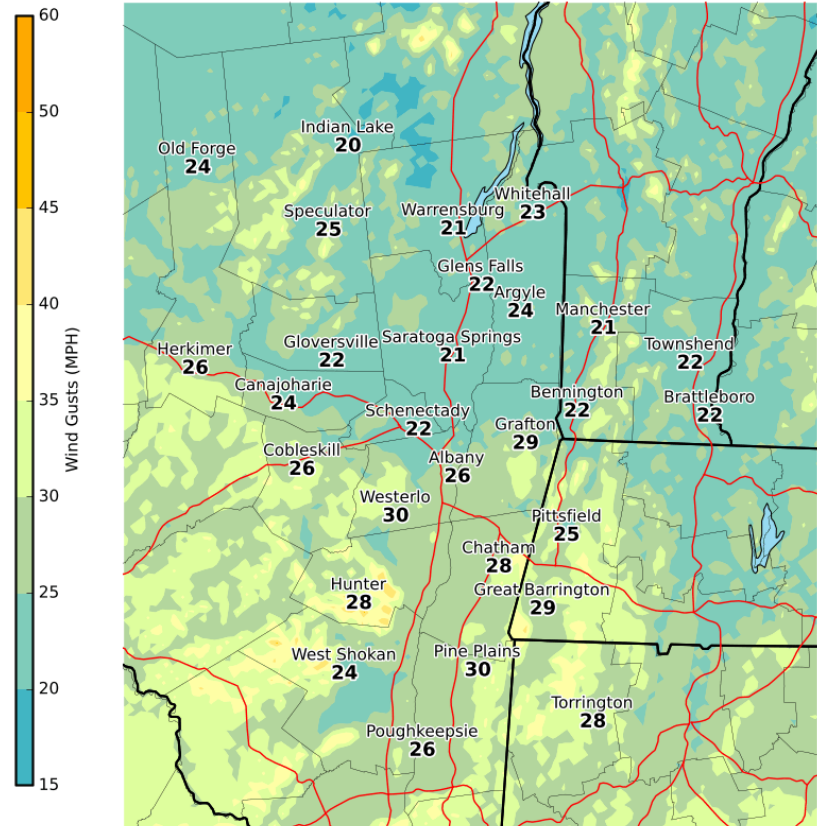 60
50
45
40
35
30
25
20
15
Wind Gusts (MPH)
Indian Lake
20
Old Forge
24
Whitehall
23
Speculator
25
Warrensburg
21
Glens Falls
22
Argyle
24
Manchester
21
Saratoga Springs
21
Gloversville
22
Townshend
22
Herkimer
26
Canajoharie
24
Bennington
22
Brattleboro
22
Schenectady
22
Grafton
29
Cobleskill
26
Albany
26
Westerlo
30
Pittsfield
25
Chatham
28
Hunter
28
Great Barrington
29
West Shokan
24
Pine Plains
30
Torrington
28
Poughkeepsie
26